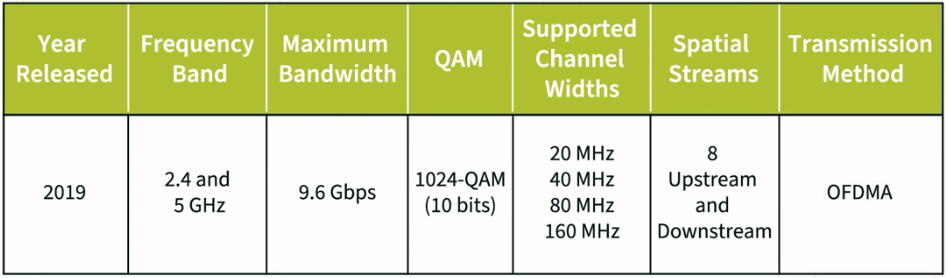 Year
Released
Frequency
Band
Maximum
Bandwidth
QAM
Supported
Channel
Widths
Spatial
Streams
Transmission
Method
2019
2.4 and
5 GHz
9.6 Gbps
1024-QAM
(10 bits)
20 MHz
40 MHz
80 MHz
160 MHz
8
Upstream
and
Downstream
OFDMA